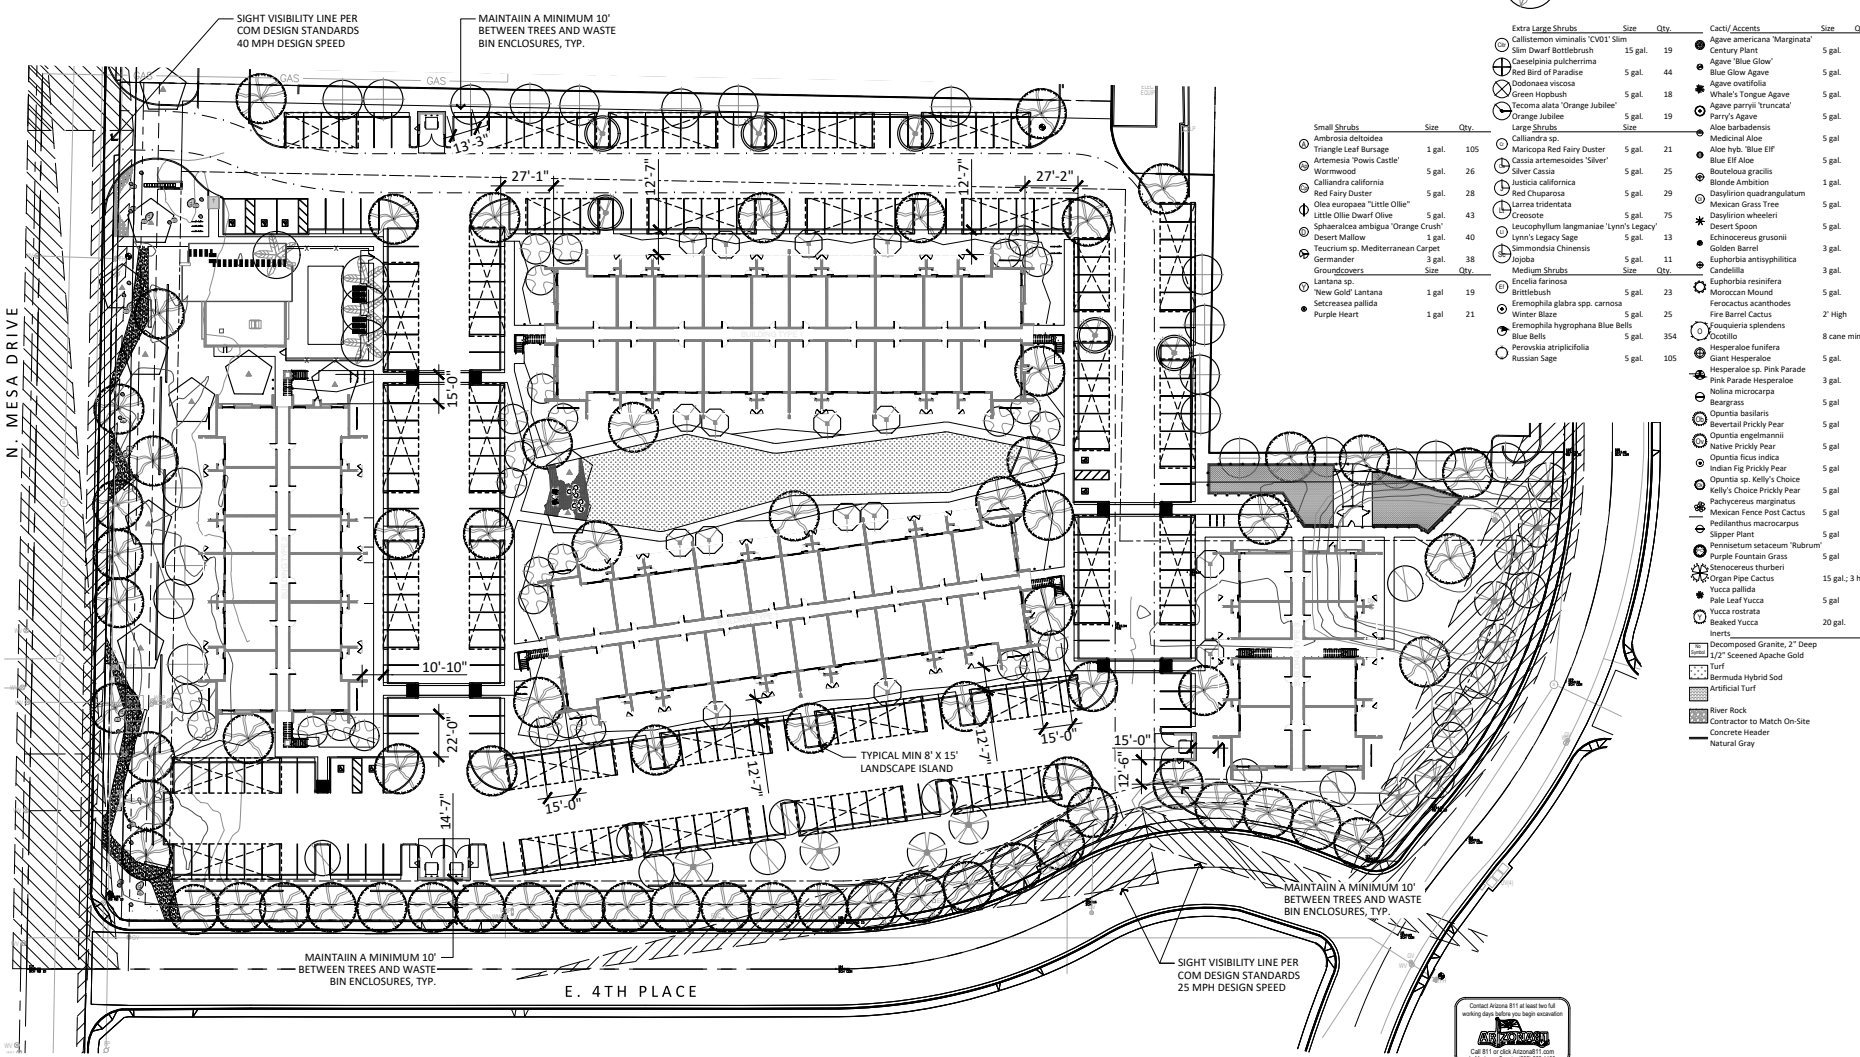 SIGHT VISIBILITY LINE PER
COM DESIGN STANDARDS
40 MPH DESIGN SPEED
MAINTAIIN A MINIMUM 10'
BETWEEN TREES AND WASTE
BIN ENCLOSURES, TYP.
GAS
GAS
GAS
13'-3"
27'-1"
12'-7"
12'-7"
27'-2"
N. MESA DRIVE
15'-0"
10'-10"
22'-0"
15'-0"
12'-7"
12'-7"
15'-0"
15'-0"
12'-6"
14'-7"
TYPICAL MIN 8' X 15'
LANDSCAPE ISLAND
MAINTAIIN A MINIMUM 10'
BETWEEN TREES AND WASTE
BIN ENCLOSURES, TYP.
MAINTAIIN A MINIMUM 10'
BETWEEN TREES AND WASTE
BIN ENCLOSURES, TYP.
E. 4TH PLACE
SIGHT VISIBILITY LINE PER
COM DESIGN STANDARDS
25 MPH DESIGN SPEED
Small Shrubs Size Qty.
Ambrosia deltoidea
Triangle Leaf Bursage 1 gal. 105
Artemesia 'Powis Castle'
Wormwood 5 gal. 26
Calliandra california
Red Fairy Duster 5 gal. 28
Olea europaea "Little Ollie"
Little Ollie Dwarf Olive 5 gal. 43
Sphaeralcea ambigua 'Orange Crush'
Desert Mallow 1 gal. 40
Teucrium sp. Mediterranean Carpet
Germander 3 gal. 38
Groundcovers Size Qty.
Lantana sp.
'New Gold' Lantana 1 gal 19
Setcreasea pallida
Purple Heart 1 gal 21
Extra Large Shrubs Size Qty.
Callistemon viminalis 'CV01' Slim
Slim Dwarf Bottlebrush 15 gal. 19
Caeselpinia pulcherrima
Red Bird of Paradise 5 gal. 44
Dodonaea viscosa
Green Hopbush 5 gal. 18
Tecoma alata 'Orange Jubilee'
Orange Jubilee 5 gal. 19
Large Shrubs Size
Calliandra sp.
Maricopa Red Fairy Duster 5 gal. 21
Cassia artemesoides 'Silver'
Silver Cassia 5 gal. 25
Justicia californica
Red Chuparosa 5 gal. 29
Larrea tridentata
Creosote 5 gal. 75
Leucophyllum langmaniae 'Lynn's Legacy'
Lynn's Legacy Sage 5 gal. 13
Simmondsia Chinensis
Jojoba 5 gal. 11
Medium Shrubs Size Qty.
Encelia farinosa
Brittlebush 5 gal. 23
Eremophila glabra spp. carnosa
Winter Blaze 5 gal. 25
Eremophila hygrophana Blue Bells
Blue Bells 5 gal. 354
Perovskia atriplicifolia
Russian Sage 5 gal. 105
Cacti/ Accents Size Q
Agave americana 'Marginata'
Century Plant 5 gal.
Agave 'Blue Glow'
Blue Glow Agave 5 gal.
Agave ovatifolia
Whale's Tongue Agave 5 gal.
Agave parryii 'truncata'
Parry's Agave 5 gal.
Aloe barbadensis
Medicinal Aloe 5 gal
Aloe hyb. 'Blue Elf'
Blue Elf Aloe 5 gal.
Bouteloua gracilis
Blonde Ambition 1 gal.
Dasylirion quadrangulatum
Mexican Grass Tree 5 gal.
Dasylirion wheeleri
Desert Spoon 5 gal.
Echinocereus grusonii
Golden Barrel 3 gal.
Euphorbia antisyphilitica
Candelilla 3 gal.
Euphorbia resinifera
Moroccan Mound 5 gal.
Ferocactus acanthodes
Fire Barrel Cactus 2' High
Fouquieria splendens
Ocotillo 8 cane min
Hesperaloe funifera
Giant Hesperaloe 5 gal.
Hesperaloe sp. Pink Parade
Pink Parade Hesperaloe 3 gal.
Nolina microcarpa
Beargrass 5 gal
Opuntia basilaris
Bevertail Prickly Pear 5 gal
Opuntia engelmannii
Native Prickly Pear 5 gal
Opuntia ficus indica
Indian Fig Prickly Pear 5 gal
Opuntia sp. Kelly's Choice
Kelly's Choice Prickly Pear 5 gal
Pachycereus marginatus
Mexican Fence Post Cactus 5 gal
Pedilanthus macrocarpus
Slipper Plant 5 gal
Pennisetum setaceum 'Rubrum'
Purple Fountain Grass 5 gal
Stenocereus thurberi
Organ Pipe Cactus 15 gal.; 3 h
Yucca pallida
Pale Leaf Yucca 5 gal
Yucca rostrata
Beaked Yucca 20 gal.
Inerts
No Symbol
Decomposed Granite, 2" Deep
1/2" Sceened Apache Gold
Turf
Bermuda Hybrid Sod
Artificial Turf
River Rock
Contractor to Match On-Site
Concrete Header
Natural Gray
Contact Arizona 811 at least two full
working days before you begin excavation
ARIZONA811
Call 811 or click Arizona811.com